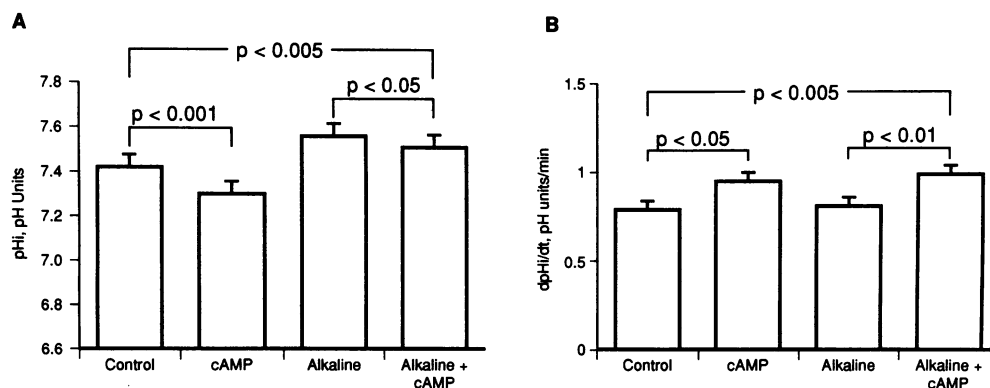 A
p < 0.005
7.8
p < 0.05
p < 0.001
7.6
7.4
7.2
7.0
6.8
6.6
pHi, pH Units
Control
cAMP
Alkaline
Alkaline +
cAMP
B
1.5
p < 0.005
p < 0.05
p < 0.01
1
0.5
0
dpHi/dt, pH units/min
Control
cAMP
Alkaline
Alkaline +
cAMP